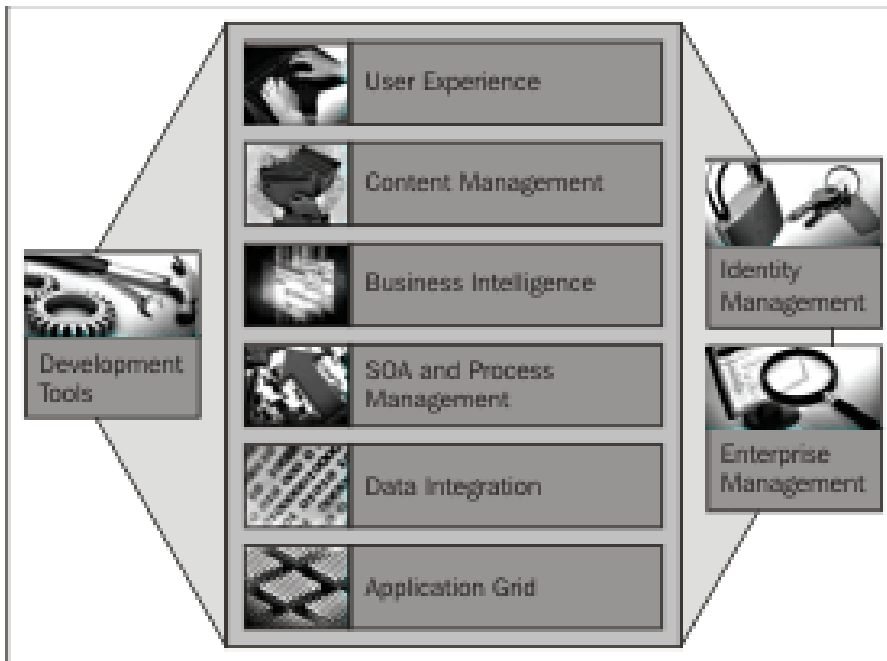 User Experience
Content Management
Business Intelligence
SOA and Process
Management
Data Integration
Application Grid
Development
Tools
Identity
Management
Enterprise
Management